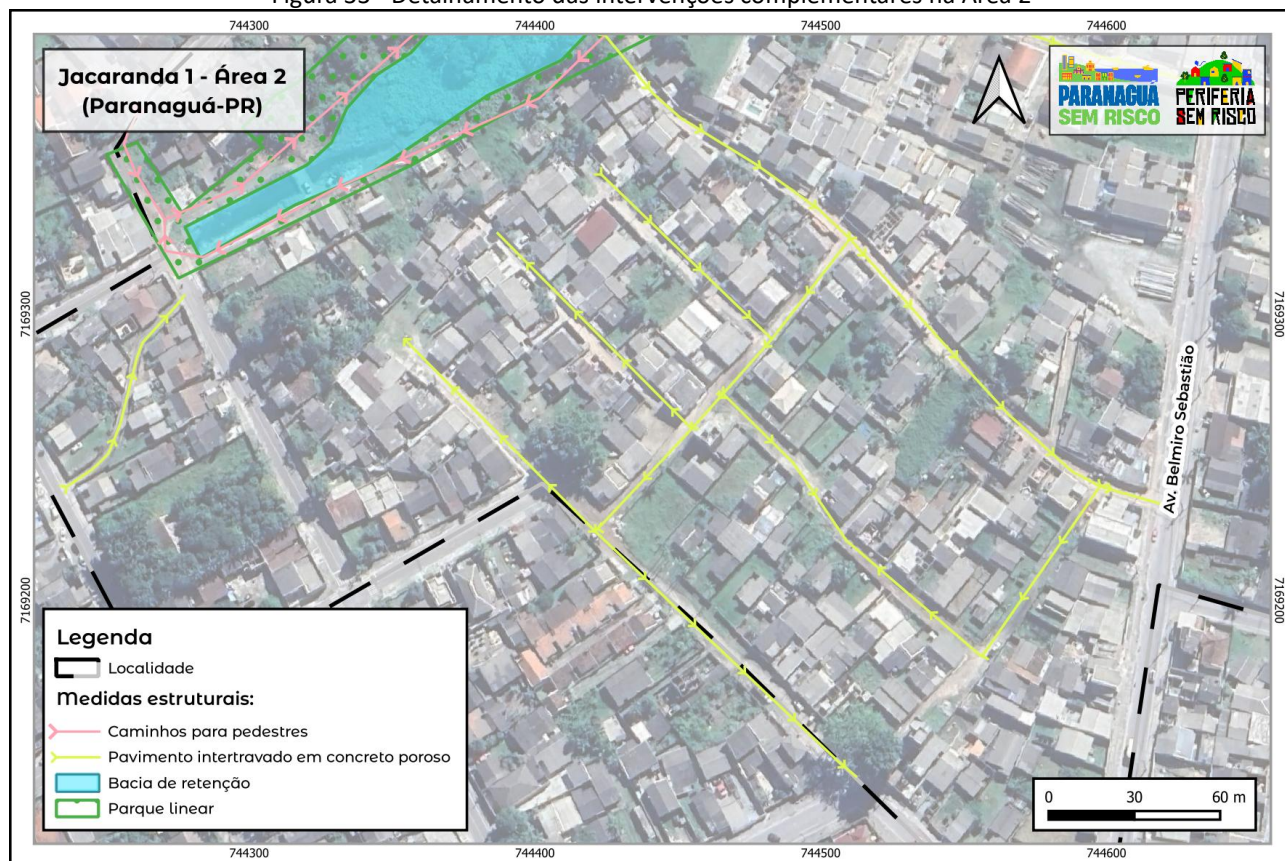 Figura 35 - Detalhamento das intervenções complementares na Área 2
744300
744400
744500
744600
Jacaranda 1 - Área 2
(Paranaguá-PR)
PARANAGUÁ
SEM RISCO
PERIFERIA
SEM RISCO
7169300
7169300
Av. Belmiro Sebastião
7169200
7169200
Legenda
Localidade
Medidas estruturais:
Caminhos para pedestres
Pavimento intertravado em concreto poroso
Bacia de retenção
Parque linear
0 30 60 m
744300
744400
744500
744600